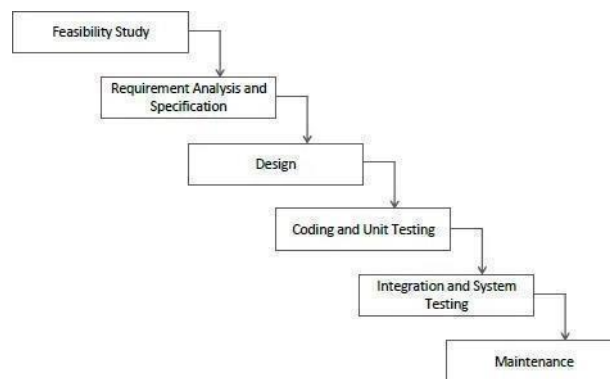 Feasibility Study
Requirement Analysis and
Specification
Design
Coding and Unit Testing
Integration and System
Testing
Maintenance